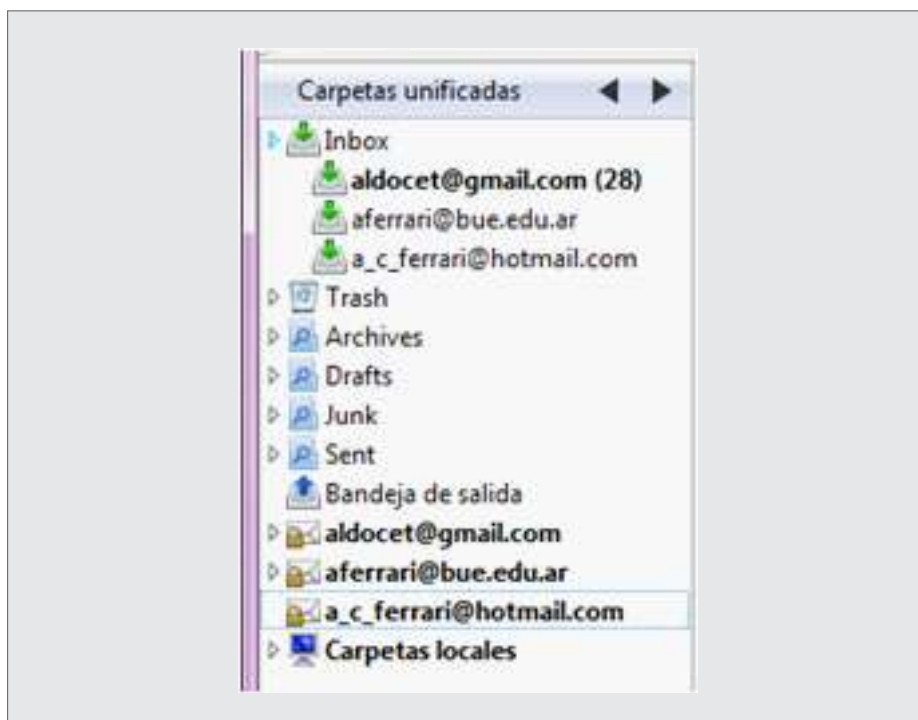 Carpetas unificadas
Inbox
aldocet@gmail.com (28)
aferrari@bue.edu.ar
a_c_ferrari@hotmail.com
Trash
Archives
Drafts
Junk
Sent
Bandeja de salida
aldocet@gmail.com
aferrari@bue.edu.ar
a_c_ferrari@hotmail.com
Carpetas locales